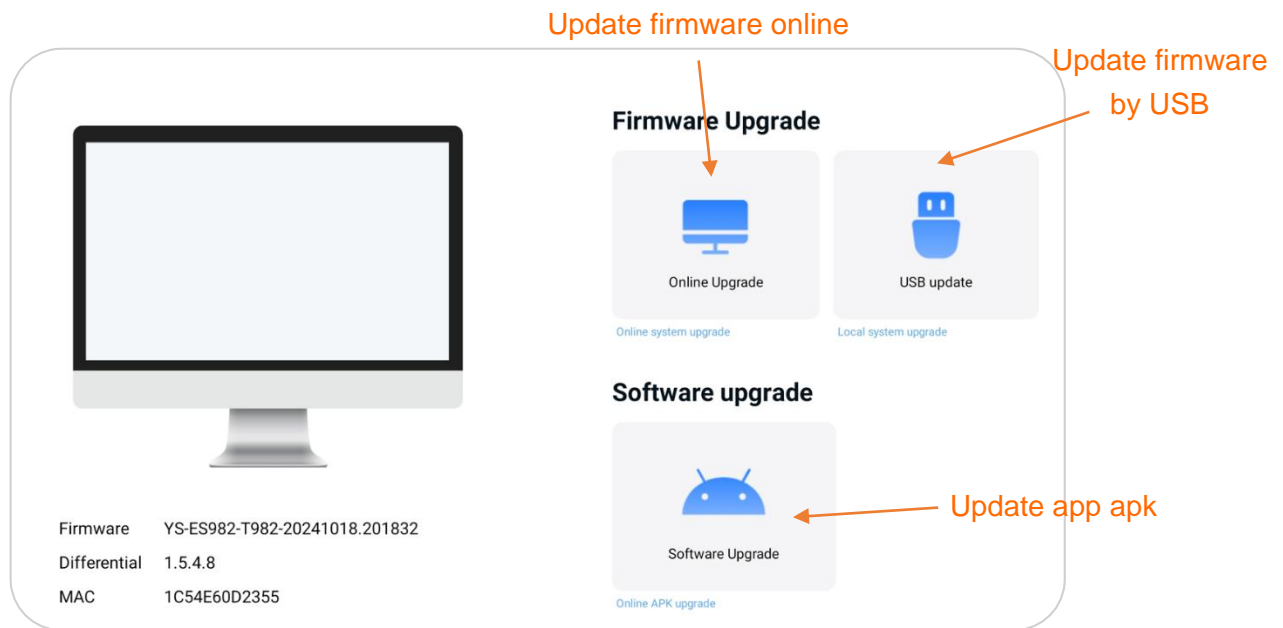 Update firmware online
Update firmware
by USB
Firmware Upgrade
Online Upgrade
USB update
Online system upgrade
Local system upgrade
Software upgrade
Update app apk
Software Upgrade
Online APK upgrade
Firmware YS-ES982-T982-20241018.201832
Differential 1.5.4.8
MAC 1C54E60D2355